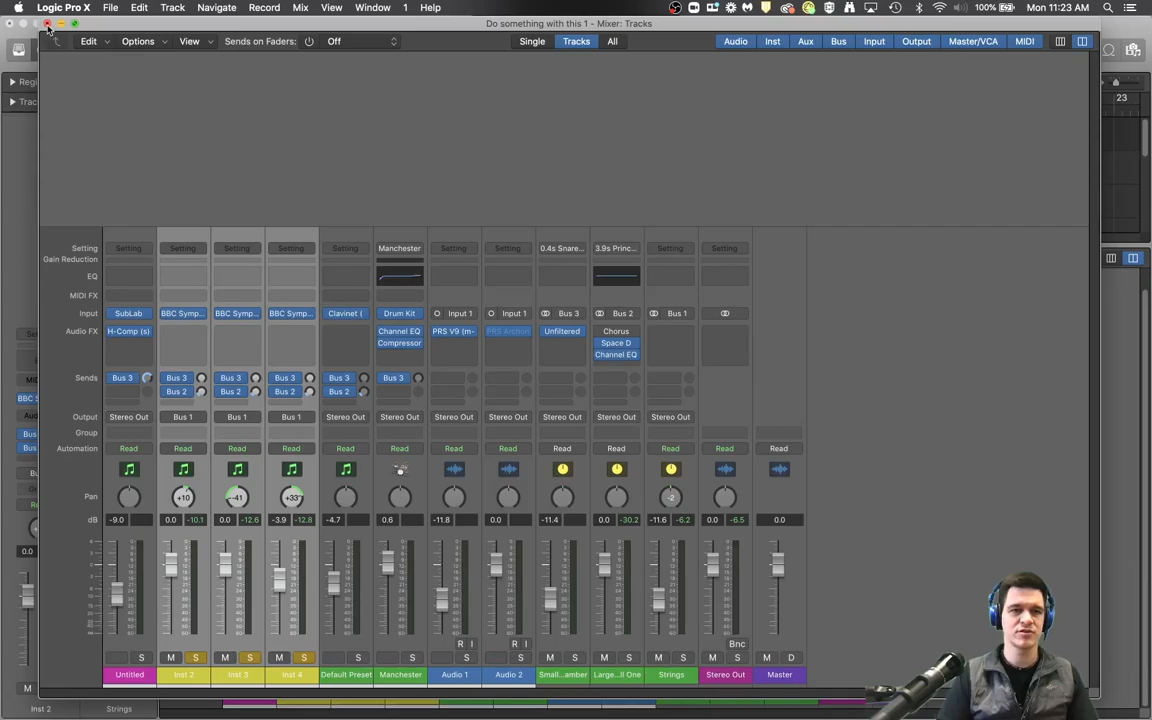 Logic Pro X File Edit Track Navigate Record Mix View Window 1 Help 100% Mon 11:23 AM
Do something with this 1 - Mixer: Tracks
Edit Options View Sends on Faders: Off Single Tracks All Audio Inst Aux Bus Input Output Master/VCA MIDI
Regi
Trac
23
Setting Setting Setting Setting Setting Setting Manchester Setting Setting 0.4s Snare... 3.9s Princ... Setting Setting
Gain Reduction
EQ
MIDI FX
Input SubLab BBC Symp... BBC Symp... BBC Symp... Clavinet ( Drum Kit Input 1 Input 1 Bus 3 Bus 2 Bus 1
Audio FX H-Comp (s) Channel EQ PRS V9 (m- PRS Archon Unfiltered Chorus
Compressor Space D
Channel EQ
Sends Bus 3 Bus 3 Bus 3 Bus 3 Bus 3 Bus 3
Bus 2 Bus 2 Bus 2 Bus 2
Output Stereo Out Bus 1 Bus 1 Bus 1 Stereo Out Stereo Out Stereo Out Stereo Out Stereo Out Stereo Out Stereo Out
Group
Automation Read Read Read Read Read Read Read Read Read Read Read Read Read
Pan +10 -41 +33 -2
dB -9.0 0.0 -10.1 0.0 -12.6 -3.9 -12.8 -4.7 0.6 -11.8 0.0 -11.4 0.0 -30.2 -11.6 -6.2 0.0 -6.5 0.0
0.0
R I R I Bnc
S M S M S M S S S S S M S M S M S M S M D
Untitled Inst 2 Inst 3 Inst 4 Default Preset Manchester Audio 1 Audio 2 Small...amber Large...ll One Strings Stereo Out Master
M
Inst 2 Strings